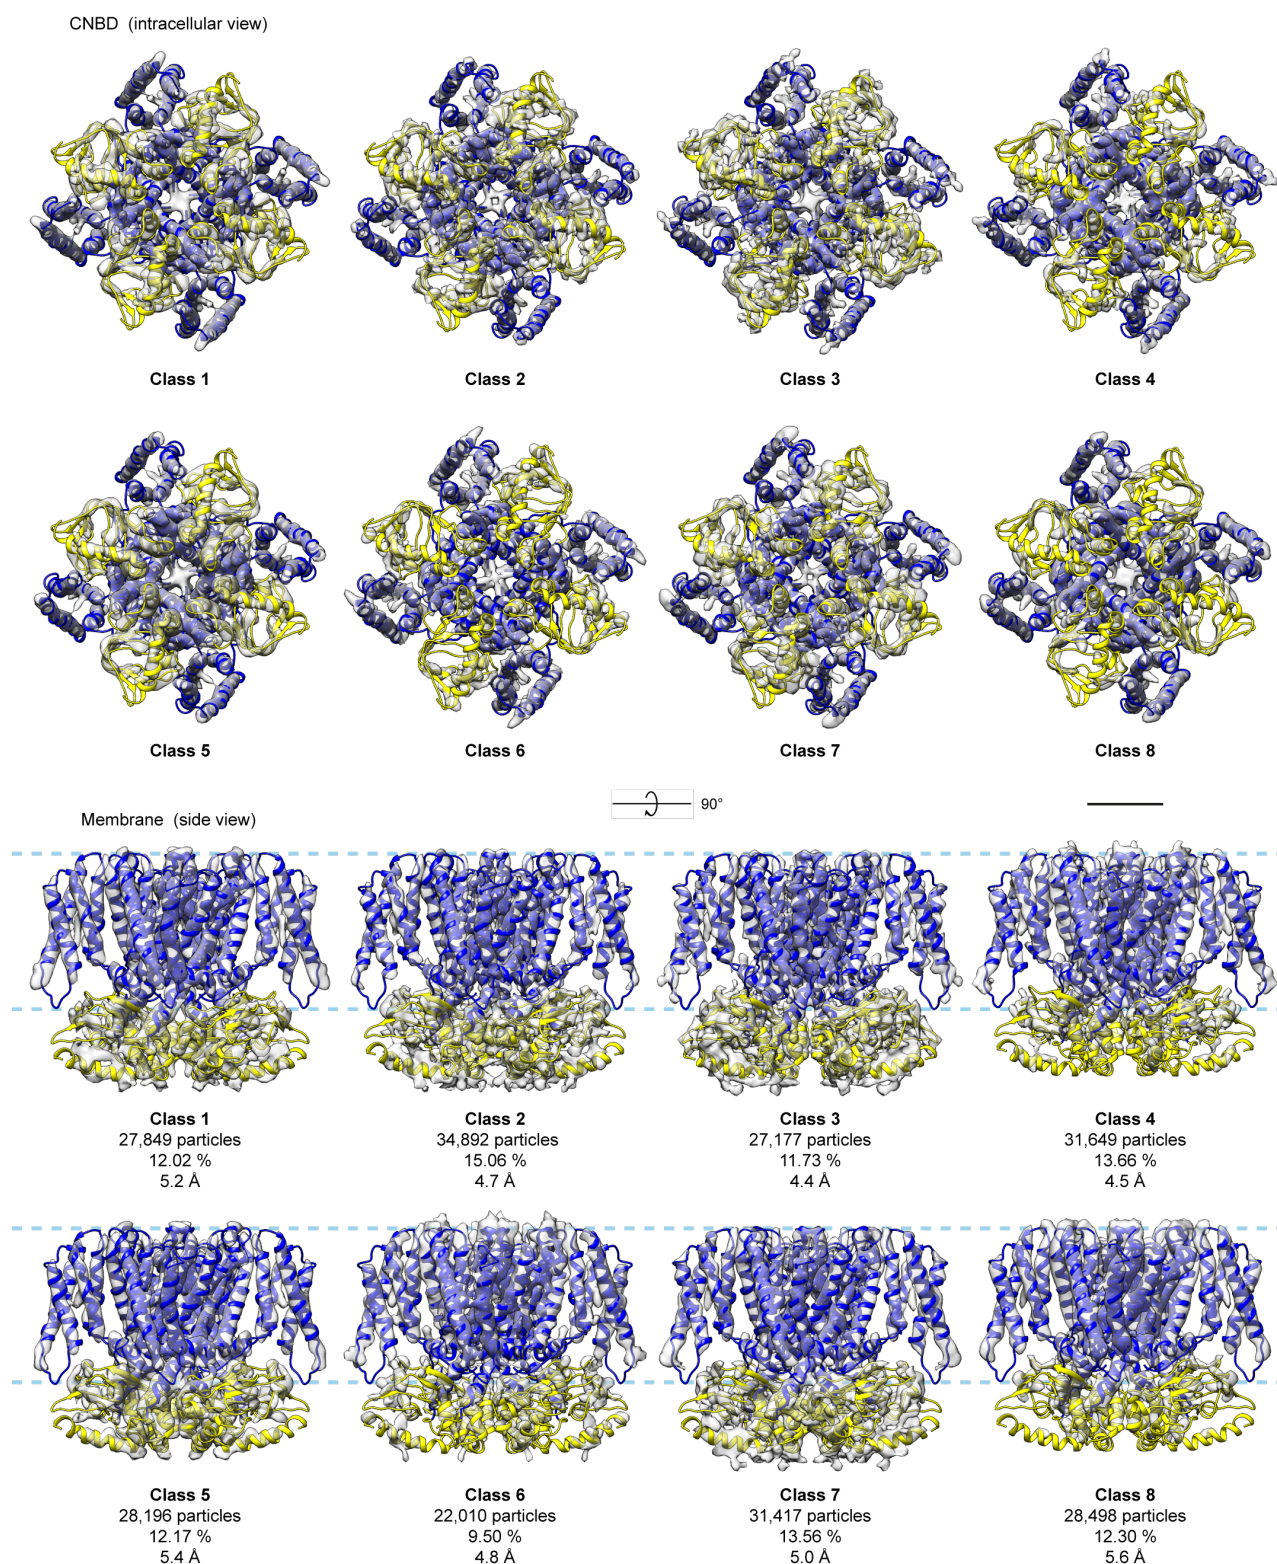 CNBD (intracellular view)
Class 1
Class 2
Class 3
Class 4
Class 5
Class 6
Class 7
Class 8
90°
Membrane (side view)
Class 1
27,849 particles
12.02 %
5.2 Å
Class 2
34,892 particles
15.06 %
4.7 Å
Class 3
27,177 particles
11.73 %
4.4 Å
Class 4
31,649 particles
13.66 %
4.5 Å
Class 5
28,196 particles
12.17 %
5.4 Å
Class 6
22,010 particles
9.50 %
4.8 Å
Class 7
31,417 particles
13.56 %
5.0 Å
Class 8
28,498 particles
12.30 %
5.6 Å